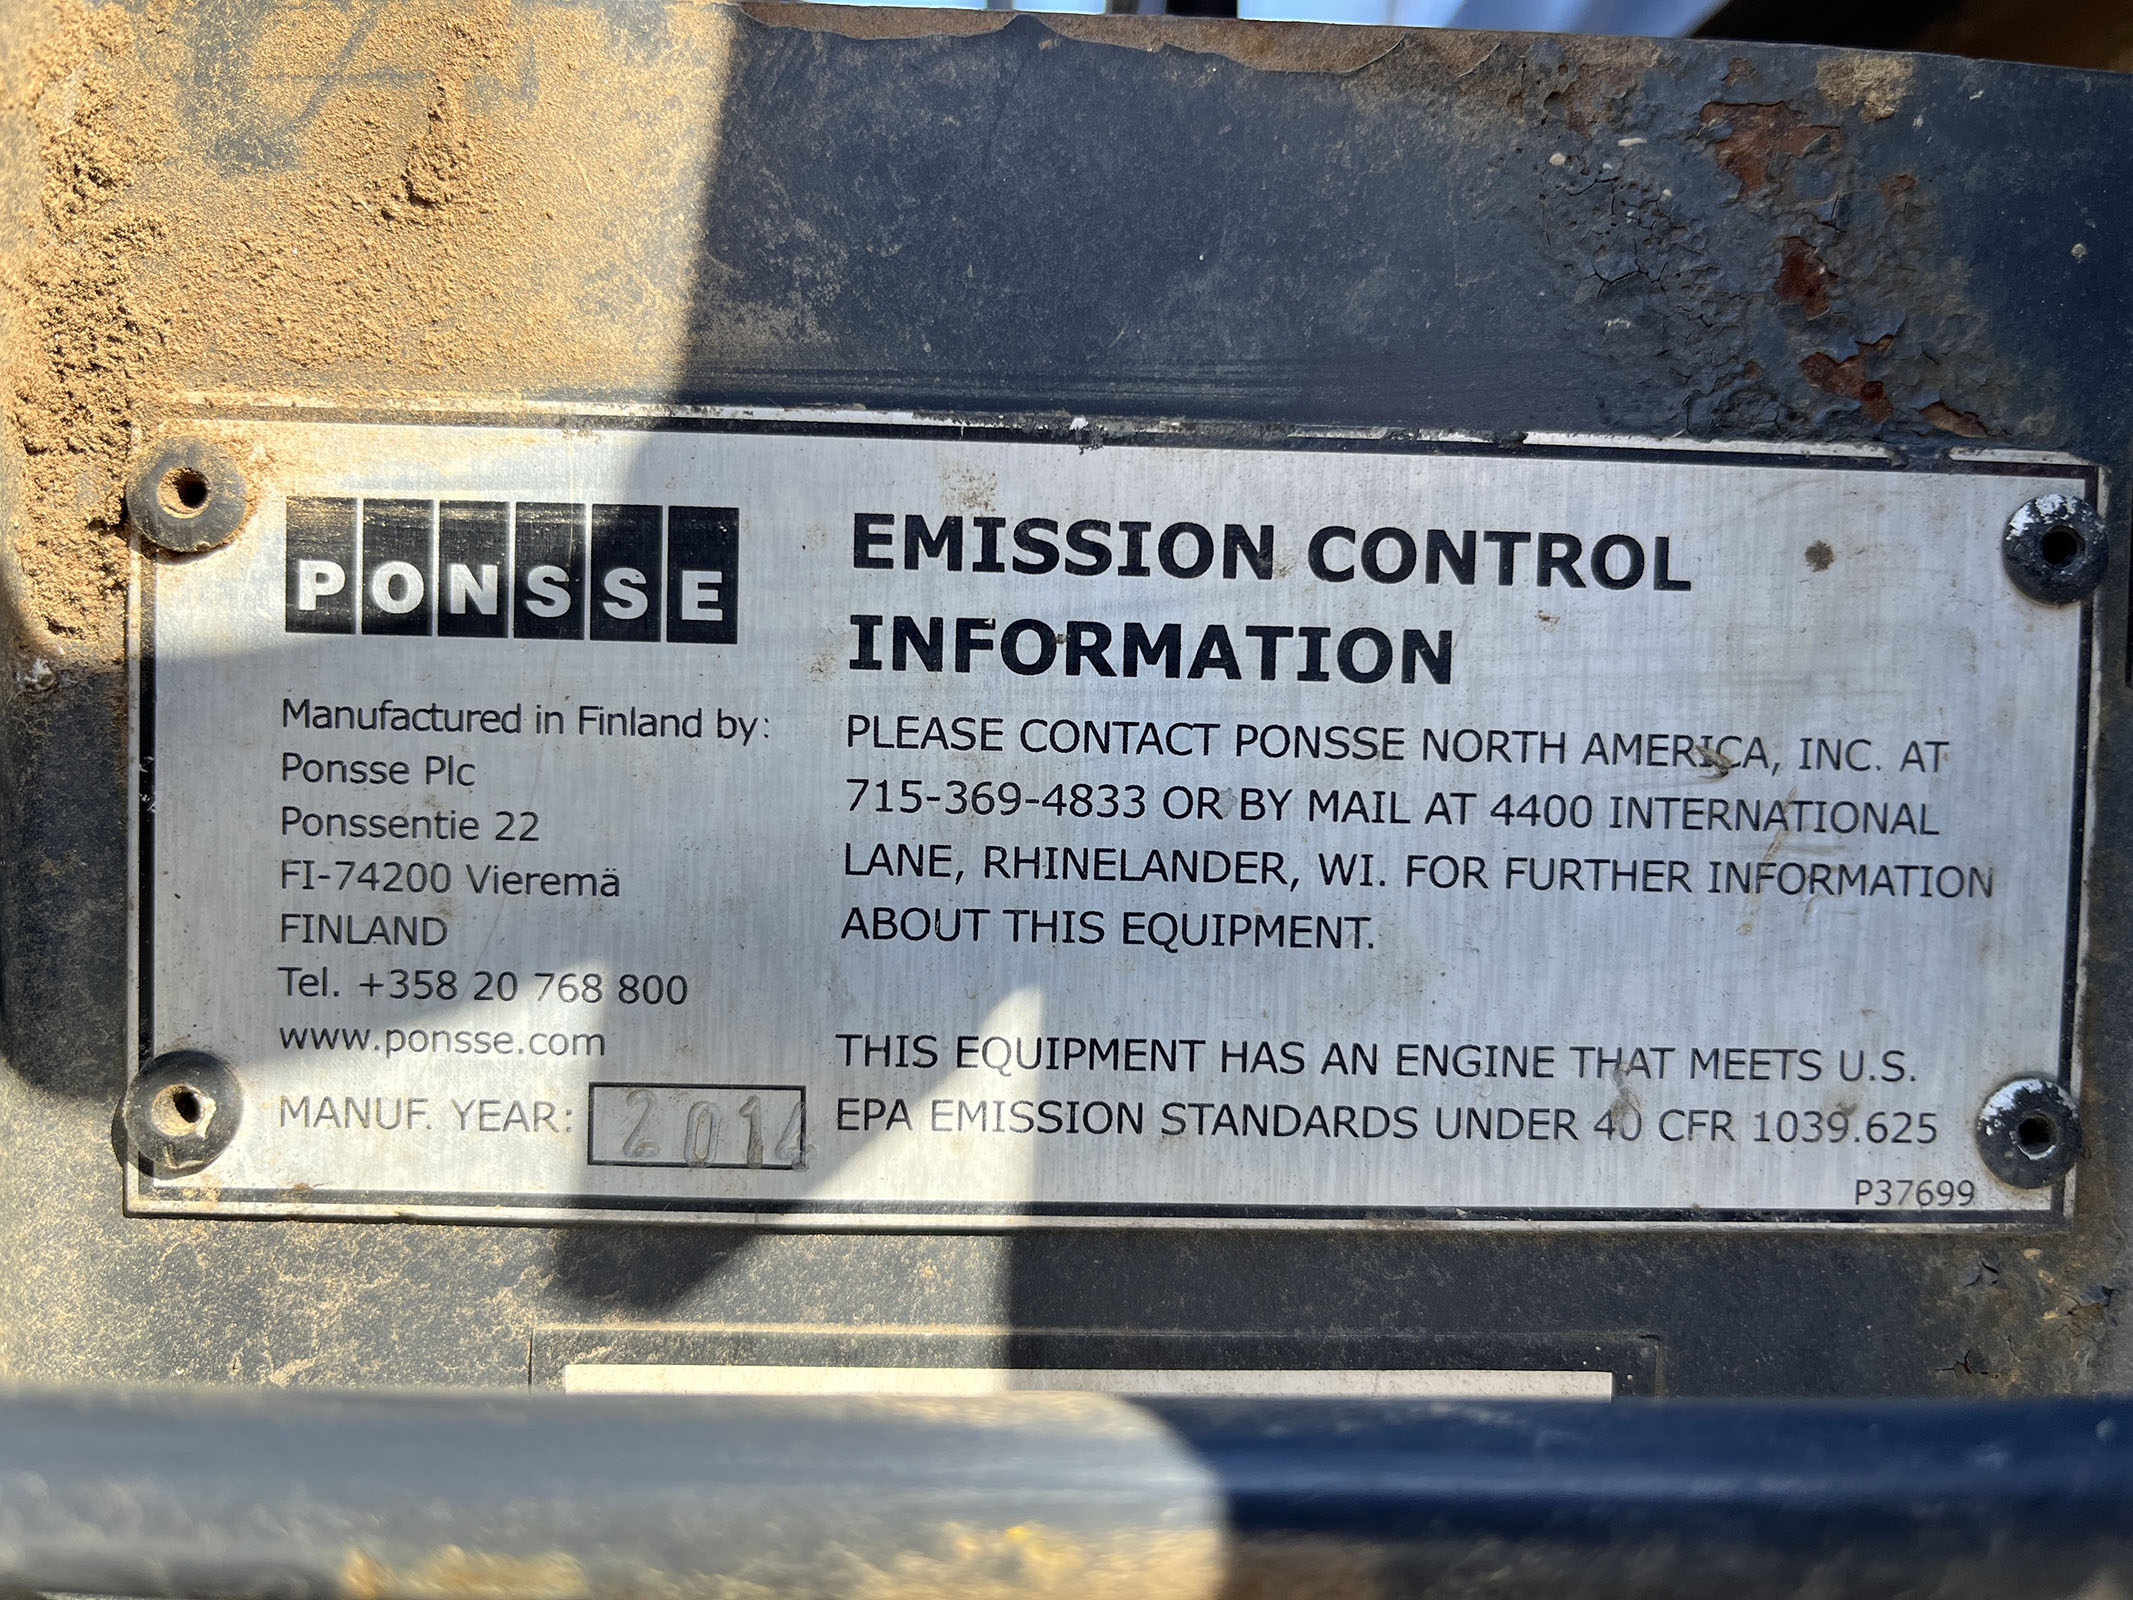 PONSSE
Manufactured in Finland by:
Ponsse Plc
Ponssentie 22
FI-74200 Vieremä
FINLAND
Tel. +358 20 768 800
www.ponsse.com
MANUF. YEAR: 2014
EMISSION CONTROL
INFORMATION
PLEASE CONTACT PONSSE NORTH AMERICA, INC. AT
715-369-4833 OR BY MAIL AT 4400 INTERNATIONAL
LANE, RHINELANDER, WI. FOR FURTHER INFORMATION
ABOUT THIS EQUIPMENT.
THIS EQUIPMENT HAS AN ENGINE THAT MEETS U.S.
EPA EMISSION STANDARDS UNDER 40 CFR 1039.625
P37699